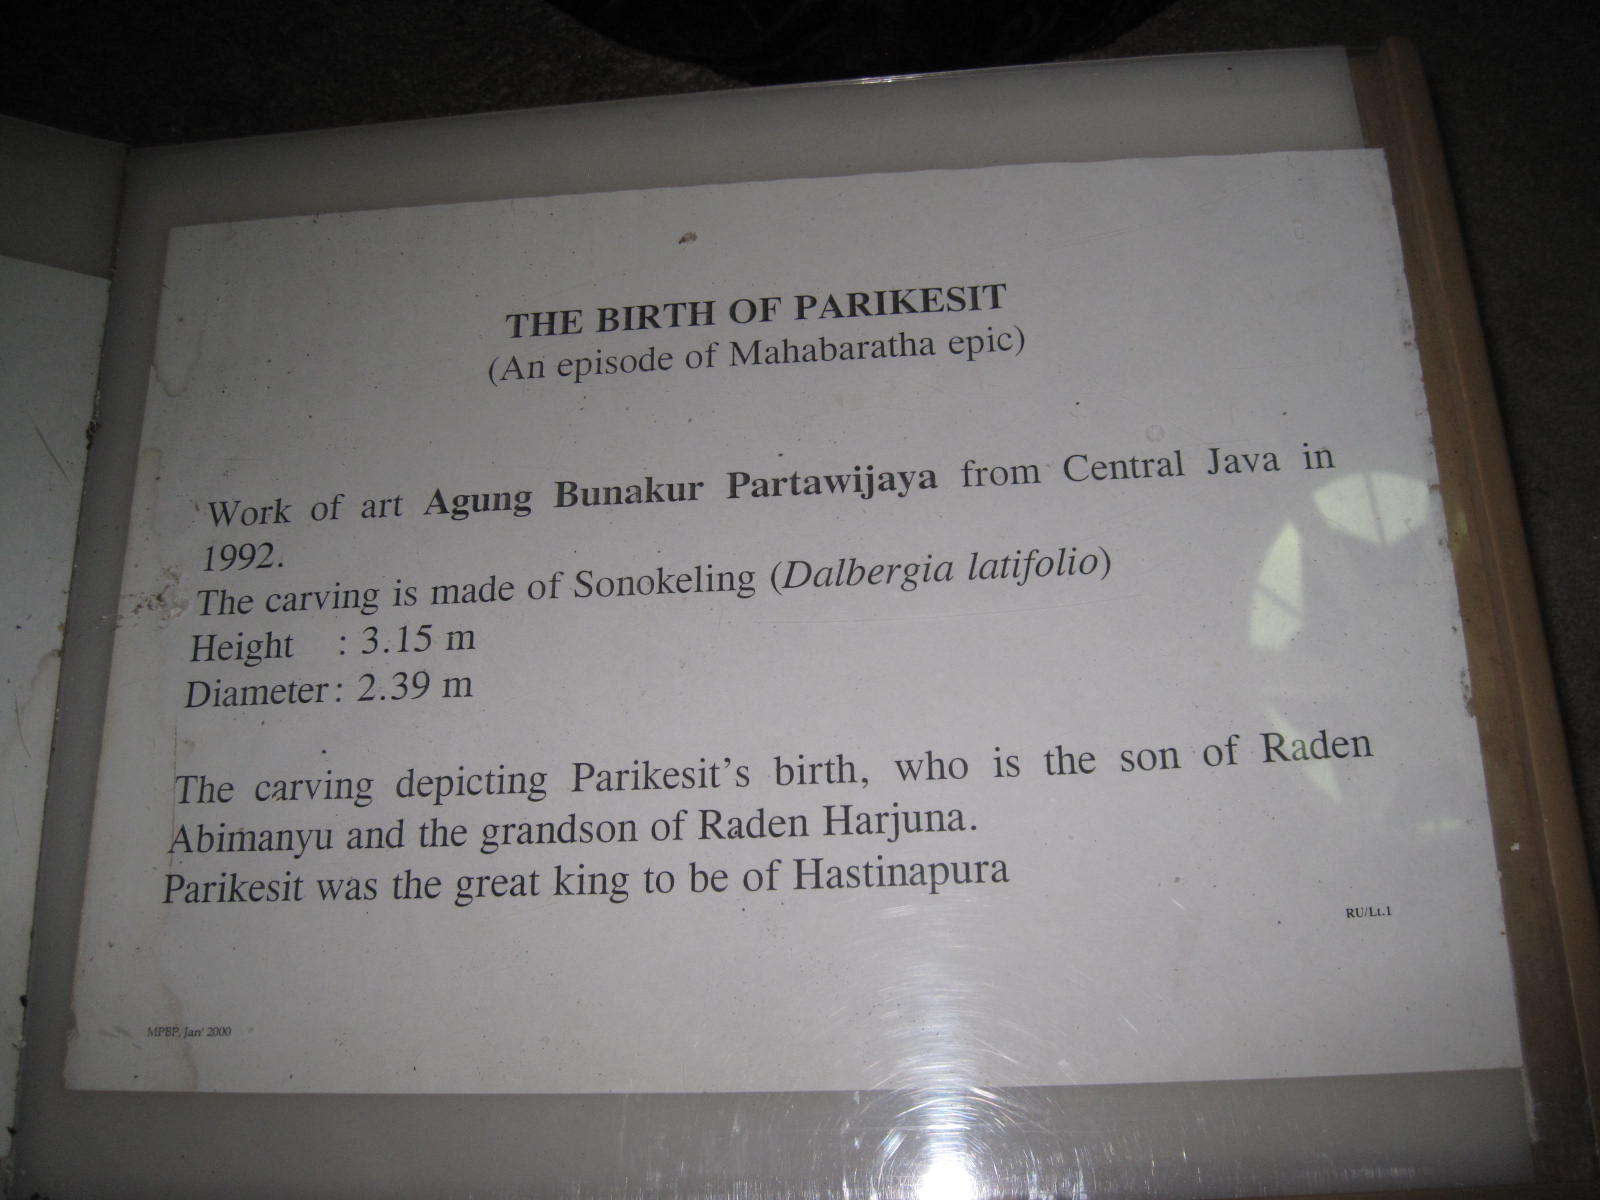 THE BIRTH OF PARIKESIT
(An episode of Mahabaratha epic)
Work of art Agung Bunakur Partawijaya from Central Java in
1992.
The carving is made of Sonokeling (Dalbergia latifolio)
Height : 3.15 m
Diameter : 2.39 m
The carving depicting Parikesit's birth, who is the son of Raden
Abimanyu and the grandson of Raden Harjuna.
Parikesit was the great king to be of Hastinapura
RU/Lt.1
MPBP, Jan' 2000